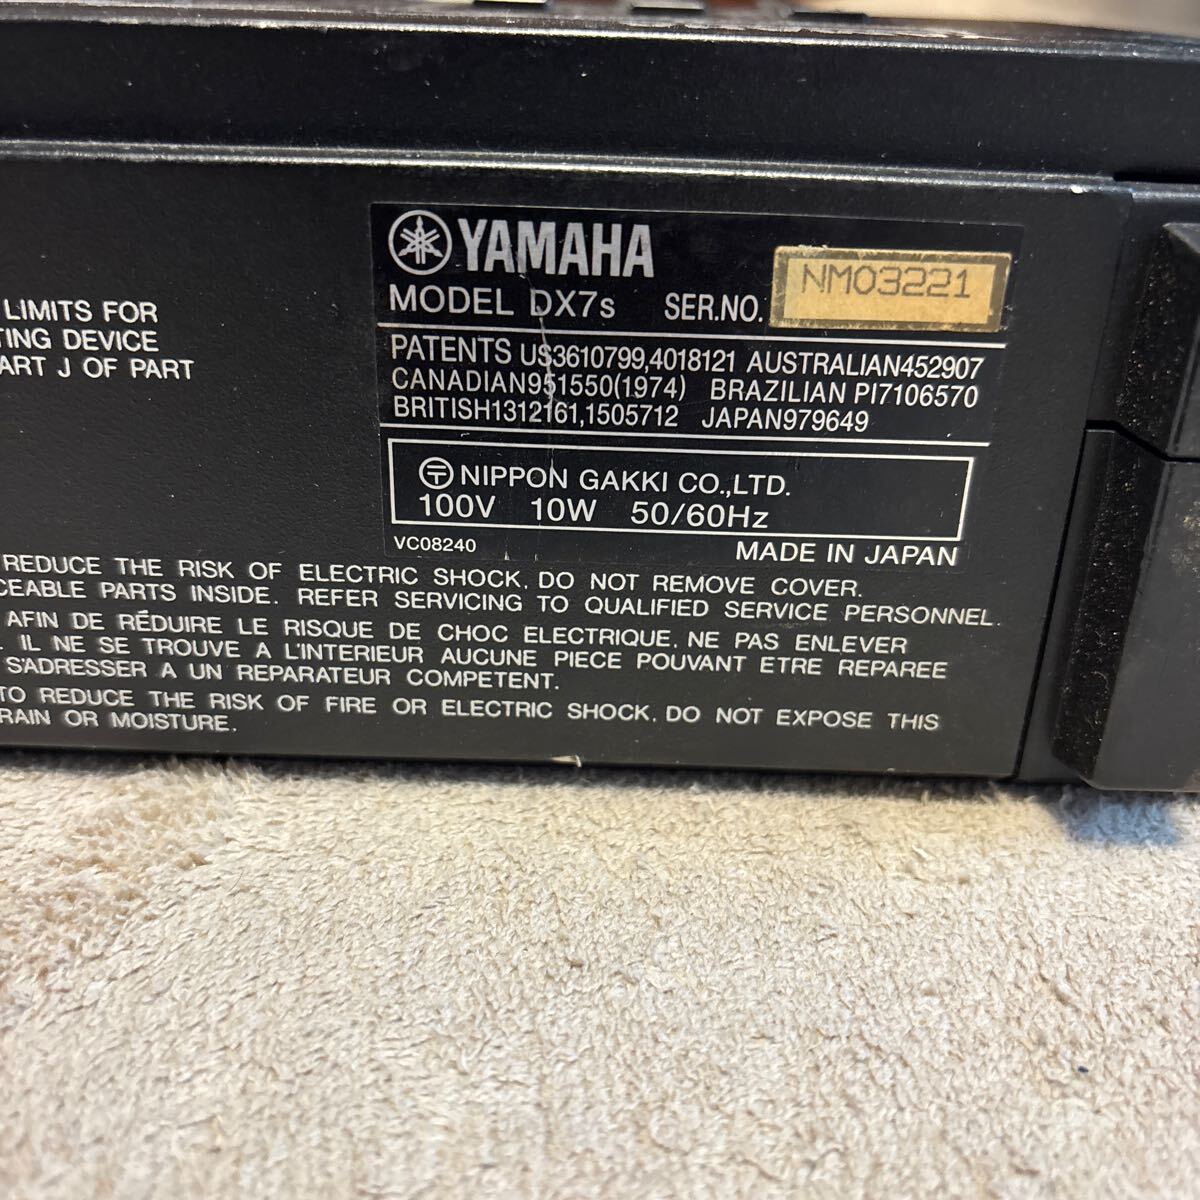 LIMITS FOR
TING DEVICE
ART J OF PART
YAMAHA
MODEL DX7s SER.NO. NM03221
PATENTS US3610799,4018121 AUSTRALIAN452907
CANADIAN951550(1974) BRAZILIAN PI7106570
BRITISH1312161,1505712 JAPAN979649
〒 NIPPON GAKKI CO.,LTD.
100V 10W 50/60Hz
VC08240 MADE IN JAPAN
REDUCE THE RISK OF ELECTRIC SHOCK, DO NOT REMOVE COVER.
CEABLE PARTS INSIDE. REFER SERVICING TO QUALIFIED SERVICE PERSONNEL.
AFIN DE RÉDUIRE LE RISQUE DE CHOC ELECTRIQUE, NE PAS ENLEVER
. IL NE SE TROUVE A L'INTERIEUR AUCUNE PIECE POUVANT ETRE REPAREE
S'ADRESSER A UN REPARATEUR COMPETENT.
TO REDUCE THE RISK OF FIRE OR ELECTRIC SHOCK, DO NOT EXPOSE THIS
RAIN OR MOISTURE.